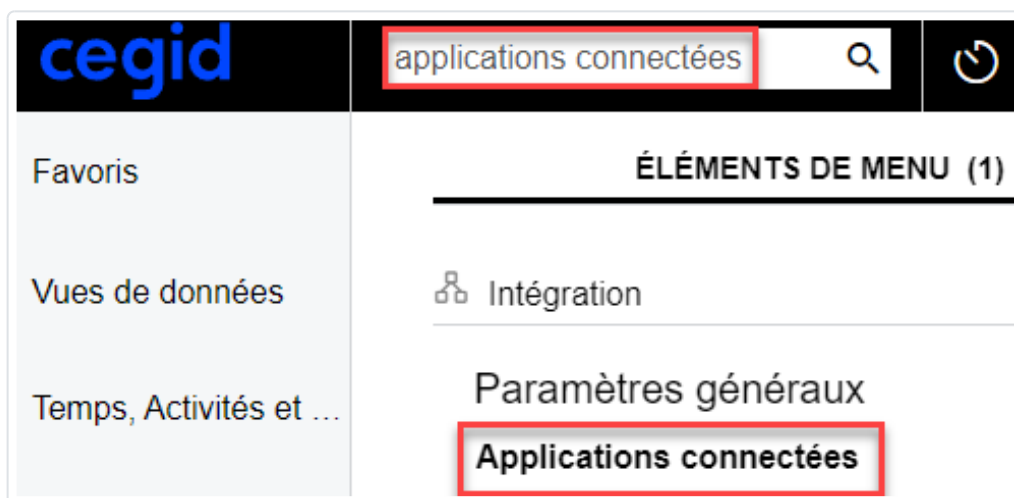 cegid
applications connectées
Favoris
Vues de données
Temps, Activités et ...
ÉLÉMENTS DE MENU (1)
Intégration
Paramètres généraux
Applications connectées